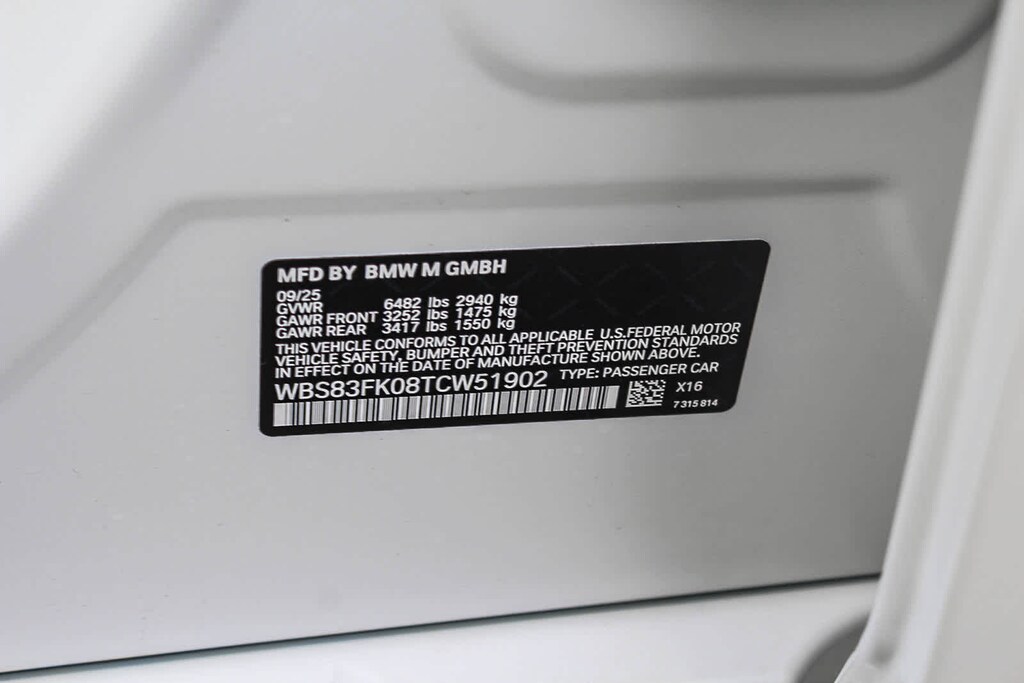 MFD BY BMW M GMBH
09/25
GVWR 6482 lbs 2940 kg
GAWR FRONT 3252 lbs 1475 kg
GAWR REAR 3417 lbs 1550 kg
THIS VEHICLE CONFORMS TO ALL APPLICABLE U.S.FEDERAL MOTOR
VEHICLE SAFETY, BUMPER AND THEFT PREVENTION STANDARDS
IN EFFECT ON THE DATE OF MANUFACTURE SHOWN ABOVE.
WBS83FK08TCW51902 TYPE: PASSENGER CAR
X16
7 315 814